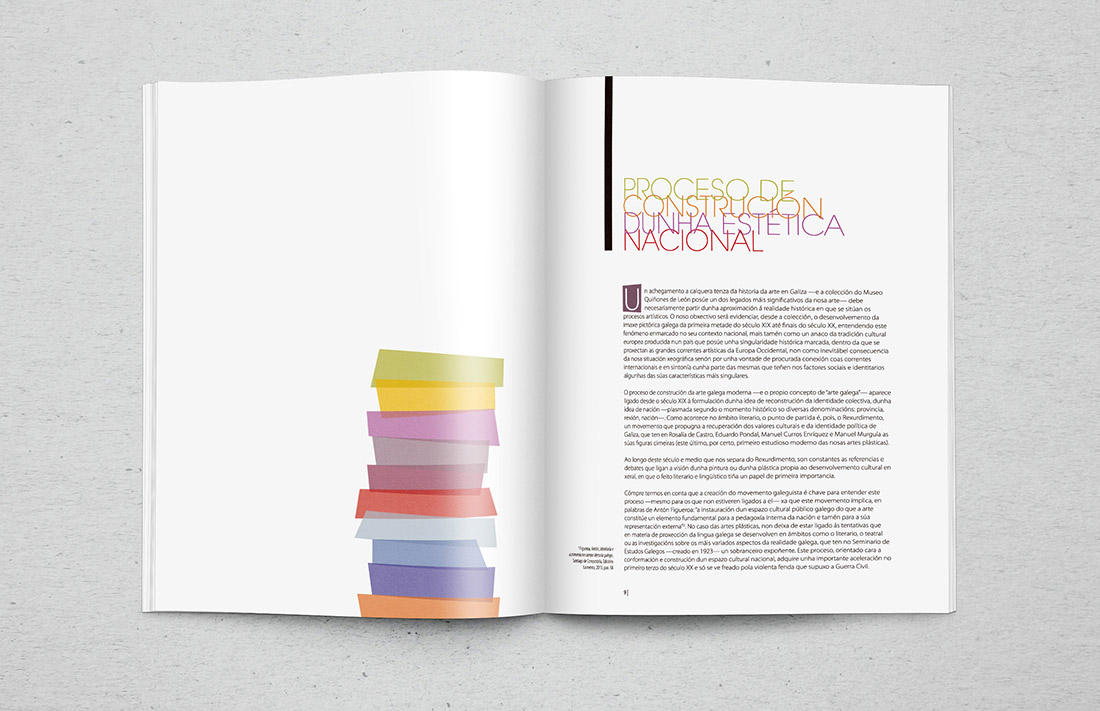 PROCESO DE
CONSTRUCIÓN
DUNHA ESTÉTICA
NACIONAL
Un achegamento a calquera tenza da historia da arte en Galiza —e a colección do Museo
Quiñones de León posúe un dos legados máis significativos da nosa arte— debe
necesariamente partir dunha aproximación á realidade histórica en que se sitúan os
procesos artísticos. O noso obxectivo será evidenciar, desde a colección, o desenvolvemento da
imaxe pictórica galega da primeira metade do século XIX até finais do século XX, entendendo este
fenómeno enmarcado no seu contexto nacional, mais tamén como un anaco da tradición cultural
europea producida nun país que posúe unha singularidade histórica marcada, dentro da que se
proxectan as grandes correntes artísticas da Europa Occidental, non como inevitábel consecuencia
da nosa situación xeográfica senón por unha vontade de procurada conexión coas correntes
internacionais e en sintonía cunha parte das mesmas que teñen nos factores sociais e identitarios
algunhas das súas características máis singulares.
O proceso de construción da arte galega moderna —e o propio concepto de "arte galega"— aparece
ligado desde o século XIX á formulación dunha idea de reconstrución da identidade colectiva, dunha
idea de nación —plasmada segundo o momento histórico so diversas denominacións: provincia,
rexión, nación—. Como acontece no ámbito literario, o punto de partida é, pois, o Rexurdimento,
un movemento que propugna a recuperación dos valores culturais e da identidade política de
Galiza, que ten en Rosalía de Castro, Eduardo Pondal, Manuel Curros Enríquez e Manuel Murguía as
súas figuras cimeiras (este último, por certo, primeiro estudioso moderno das nosas artes plásticas).
Ao longo deste século e medio que nos separa do Rexurdimento, son constantes as referencias e
debates que ligan a visión dunha pintura ou dunha plástica propia ao desenvolvemento cultural en
xeral, en que o feito literario e lingüístico tiña un papel de primeira importancia.
Cómpre termos en conta que a creación do movemento galeguista é chave para entender este
proceso —mesmo para os que non estiveren ligados a el— xa que este movemento implica, en
palabras de Antón Figueroa: "a instauración dun espazo cultural público galego do que a arte
constitúe un elemento fundamental para a pedagoxía interna da nación e tamén para a súa
representación externa"¹. No caso das artes plásticas, non deixa de estar ligado ás tentativas que
en materia de proxección da lingua galega se desenvolven en ámbitos como o literario, o teatral
ou as investigacións sobre os máis variados aspectos da realidade galega, que ten no Seminario de
Estudos Galegos —creado en 1923— un sobranceiro expoñente. Este proceso, orientado cara a
conformación e construción dun espazo cultural nacional, adquire unha importante aceleración no
primeiro terzo do século XX e só se ve freado pola violenta fenda que supuxo a Guerra Civil.
Figueroa, Antón,
Santiago de Compostela,
Laiovento, 2010, pax. 58
9|